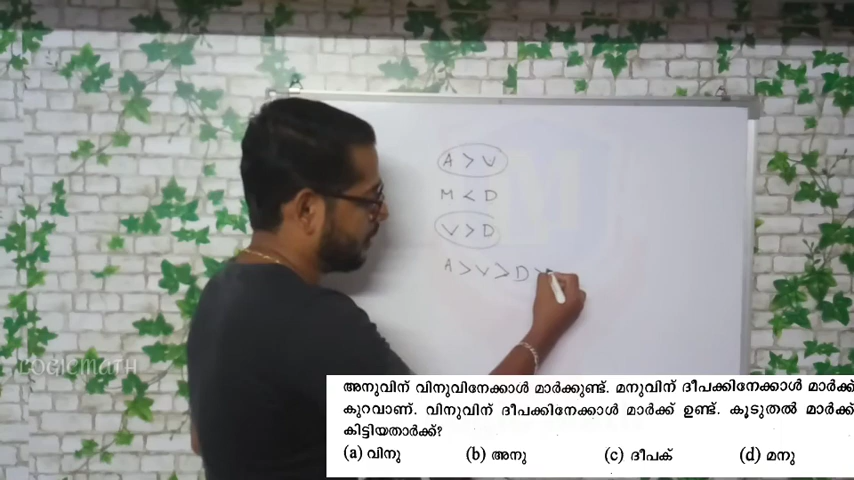 A > V
M < D
V > D
A > V > D >
LOGICMATH
അനുവിന് വിനുവിനേക്കാൾ മാർക്കുണ്ട്. മനുവിന് ദീപക്കിനേക്കാൾ മാർക്ക്
കുറവാണ്. വിനുവിന് ദീപക്കിനേക്കാൾ മാർക്ക് ഉണ്ട്. കൂടുതൽ മാർക്ക്
കിട്ടിയതാർക്ക്?
(a) വിനു (b) അനു (c) ദീപക് (d) മനു